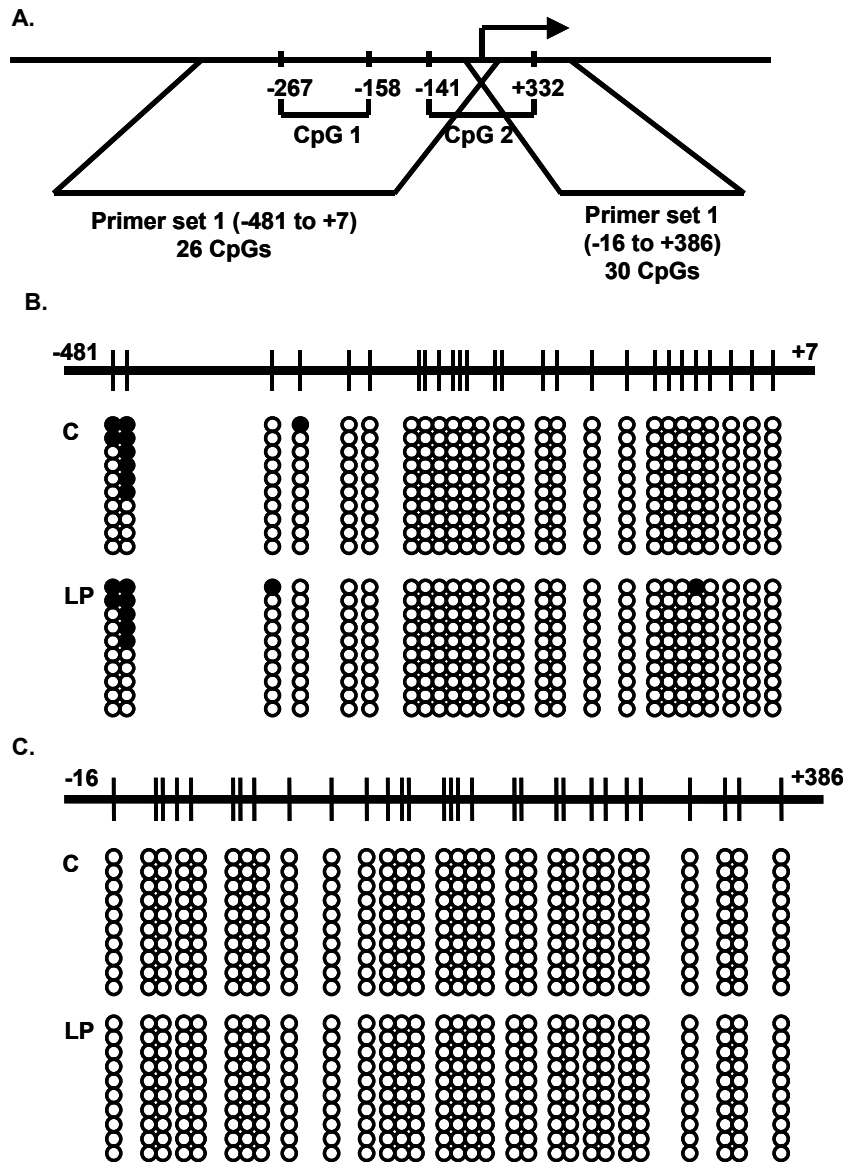 A.
-267 -158 -141 +332
CpG 1 CpG 2
Primer set 1 (-481 to +7)
26 CpGs
Primer set 1
(-16 to +386)
30 CpGs
B.
-481 +7
C
LP
C.
-16 +386
C
LP